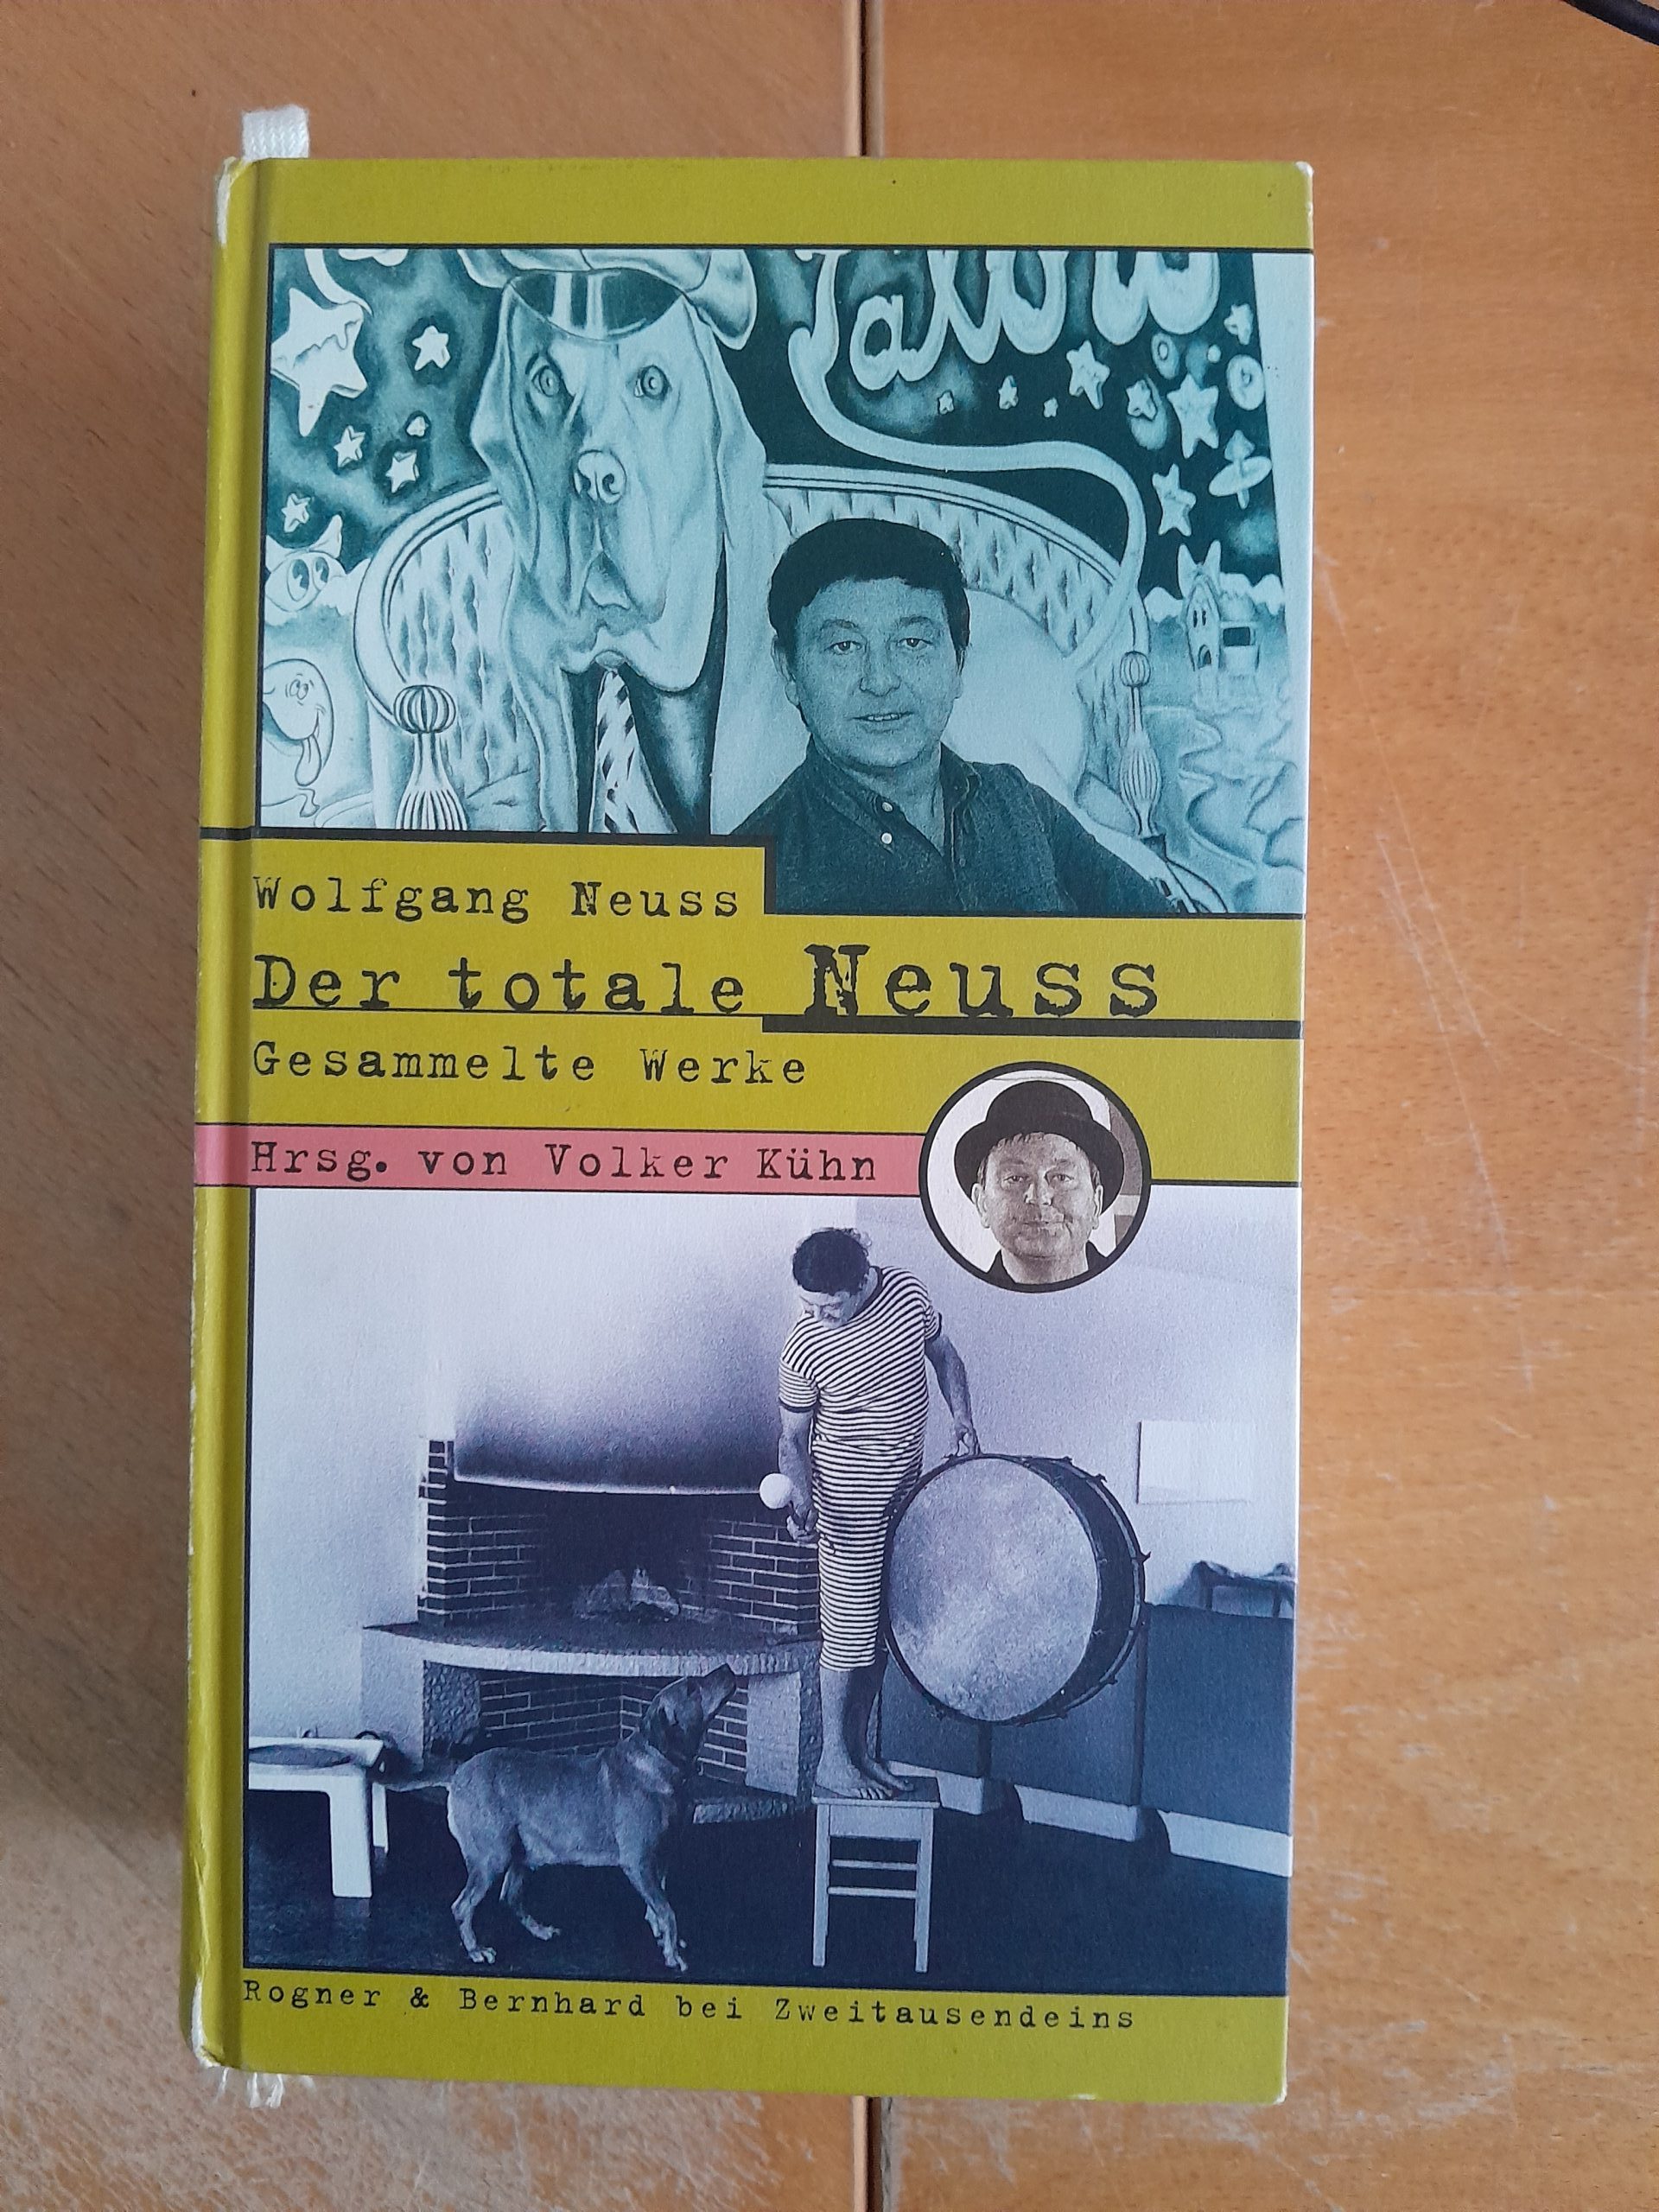 Wolfgang Neuss
Der totale Neuss
Gesammelte Werke
Hrsg. von Volker Kühn
Rogner & Bernhard bei Zweitausendeins